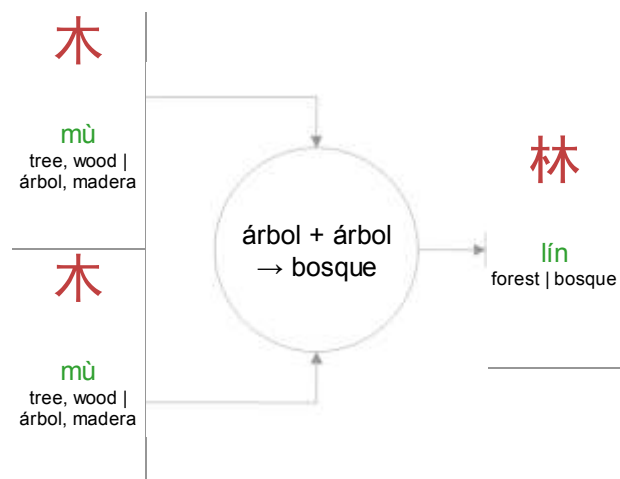 木
mù
tree, wood |
árbol, madera
木
mù
tree, wood |
árbol, madera
árbol + árbol
→ bosque
林
lín
forest | bosque